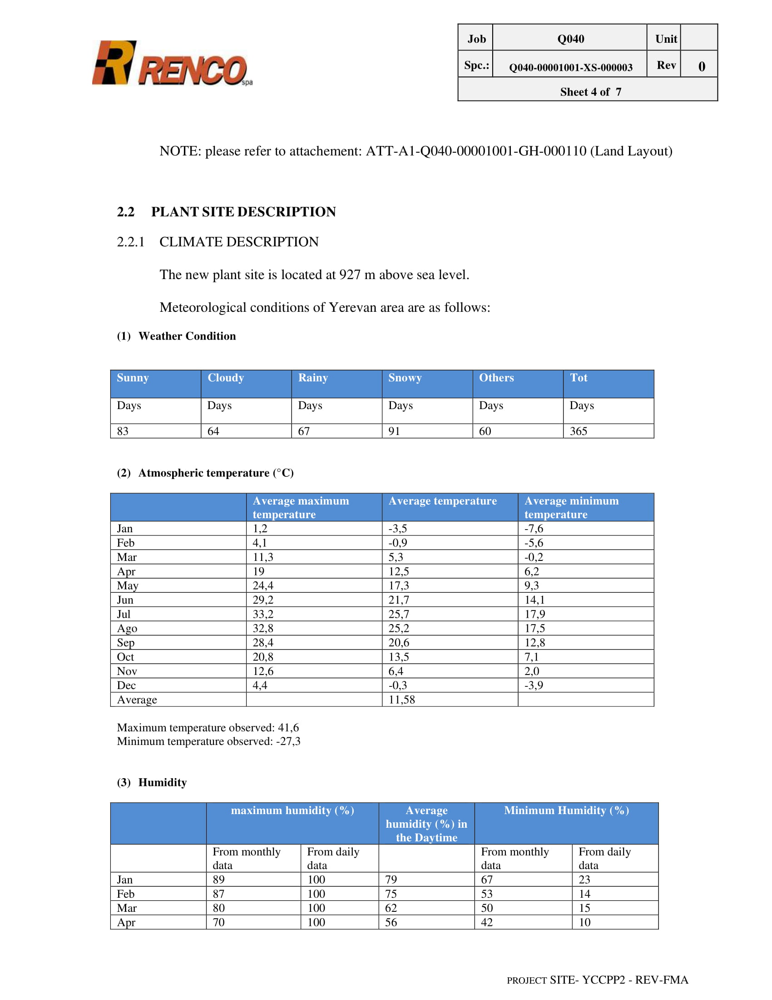 RENCO spa
Job Q040 Unit
Spc.: Q040-00001001-XS-000003 Rev 0
Sheet 4 of 7
NOTE: please refer to attachement: ATT-A1-Q040-00001001-GH-000110 (Land Layout)
2.2 PLANT SITE DESCRIPTION
2.2.1 CLIMATE DESCRIPTION
The new plant site is located at 927 m above sea level.
Meteorological conditions of Yerevan area are as follows:
(1) Weather Condition
Sunny Cloudy Rainy Snowy Others Tot
Days Days Days Days Days Days
83 64 67 91 60 365
(2) Atmospheric temperature (°C)
Average maximum temperature Average temperature Average minimum temperature
Jan 1,2 -3,5 -7,6
Feb 4,1 -0,9 -5,6
Mar 11,3 5,3 -0,2
Apr 19 12,5 6,2
May 24,4 17,3 9,3
Jun 29,2 21,7 14,1
Jul 33,2 25,7 17,9
Ago 32,8 25,2 17,5
Sep 28,4 20,6 12,8
Oct 20,8 13,5 7,1
Nov 12,6 6,4 2,0
Dec 4,4 -0,3 -3,9
Average 11,58
Maximum temperature observed: 41,6
Minimum temperature observed: -27,3
(3) Humidity
maximum humidity (%) Average humidity (%) in the Daytime Minimum Humidity (%)
From monthly data From daily data From monthly data From daily data
Jan 89 100 79 67 23
Feb 87 100 75 53 14
Mar 80 100 62 50 15
Apr 70 100 56 42 10
PROJECT SITE- YCCPP2 - REV-FMA